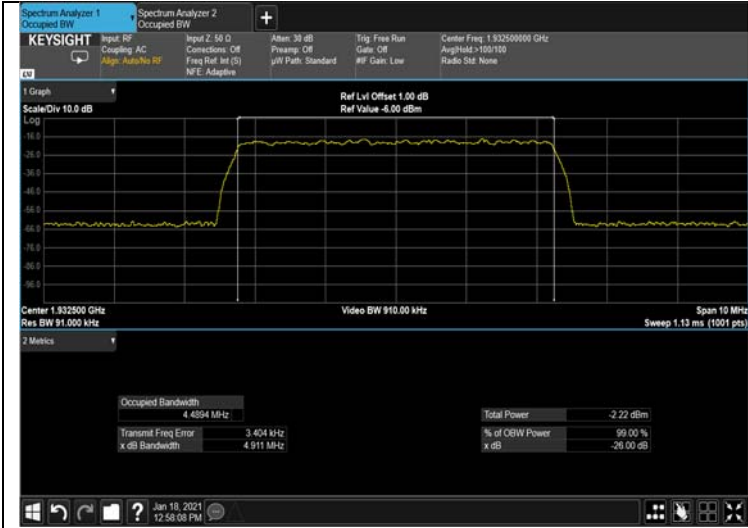 Spectrum Analyzer 1
Occupied BW
Spectrum Analyzer 2
Occupied BW
KEYSIGHT
Input: RF
Coupling: AC
Align: Auto/No RF
Input Z: 50 Ω
Corrections: Off
Freq Ref: Int (S)
NFE: Adaptive
Atten: 30 dB
Preamp: Off
µW Path: Standard
Trig: Free Run
Gate: Off
#IF Gain: Low
Center Freq: 1.932500000 GHz
Avg|Hold:>100/100
Radio Std: None
LXI
1 Graph
Scale/Div 10.0 dB
Ref Lvl Offset 1.00 dB
Ref Value -6.00 dBm
Log
-16.0
-26.0
-36.0
-46.0
-56.0
-66.0
-76.0
-86.0
-96.0
Center 1.932500 GHz
Video BW 910.00 kHz
Span 10 MHz
Res BW 91.000 kHz
Sweep 1.13 ms (1001 pts)
2 Metrics
Occupied Bandwidth
4.4894 MHz
Transmit Freq Error 3.404 kHz
x dB Bandwidth 4.911 MHz
Total Power -2.22 dBm
% of OBW Power 99.00 %
x dB -26.00 dB
Jan 18, 2021
12:58:08 PM